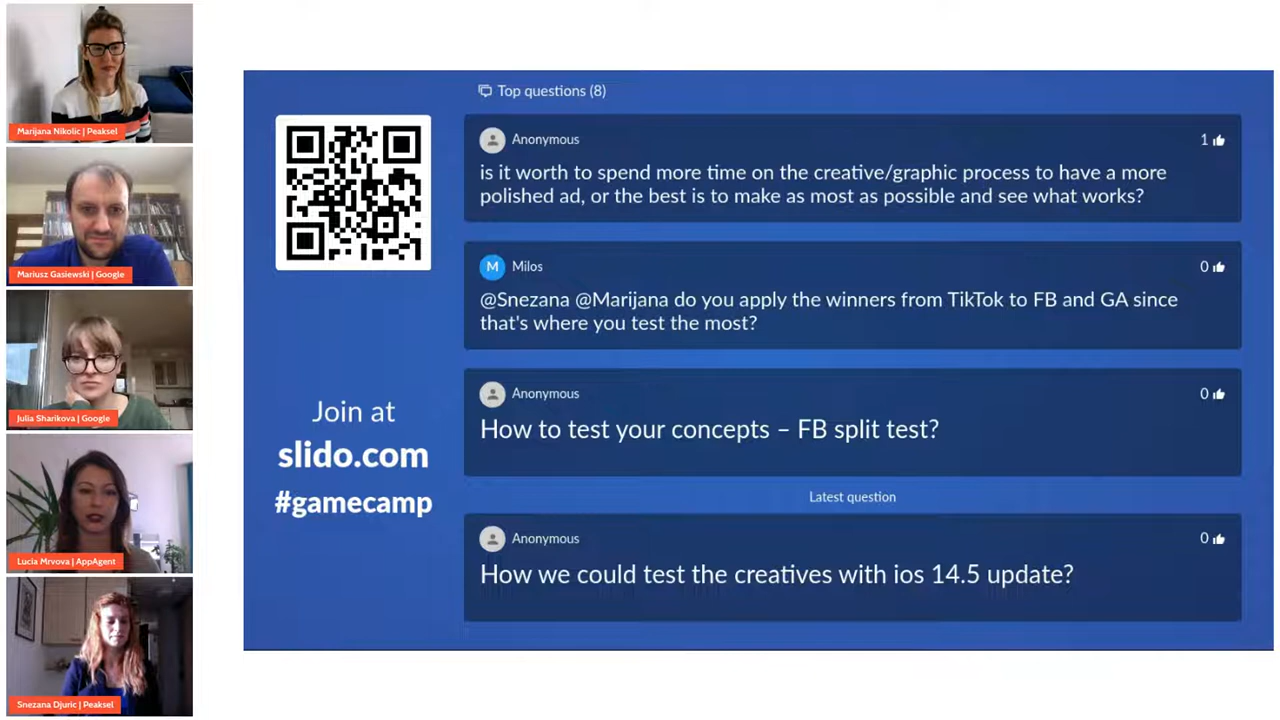 Marijana Nikolic | Peaksel
Mariusz Gasiewski | Google
Julia Sharikova | Google
Lucia Mrvova | AppAgent
Snezana Djuric | Peaksel
Join at
slido.com
#gamecamp
Top questions (8)
Anonymous
1
is it worth to spend more time on the creative/graphic process to have a more
polished ad, or the best is to make as most as possible and see what works?
M Milos
0
@Snezana @Marijana do you apply the winners from TikTok to FB and GA since
that's where you test the most?
Anonymous
0
How to test your concepts – FB split test?
Latest question
Anonymous
0
How we could test the creatives with ios 14.5 update?